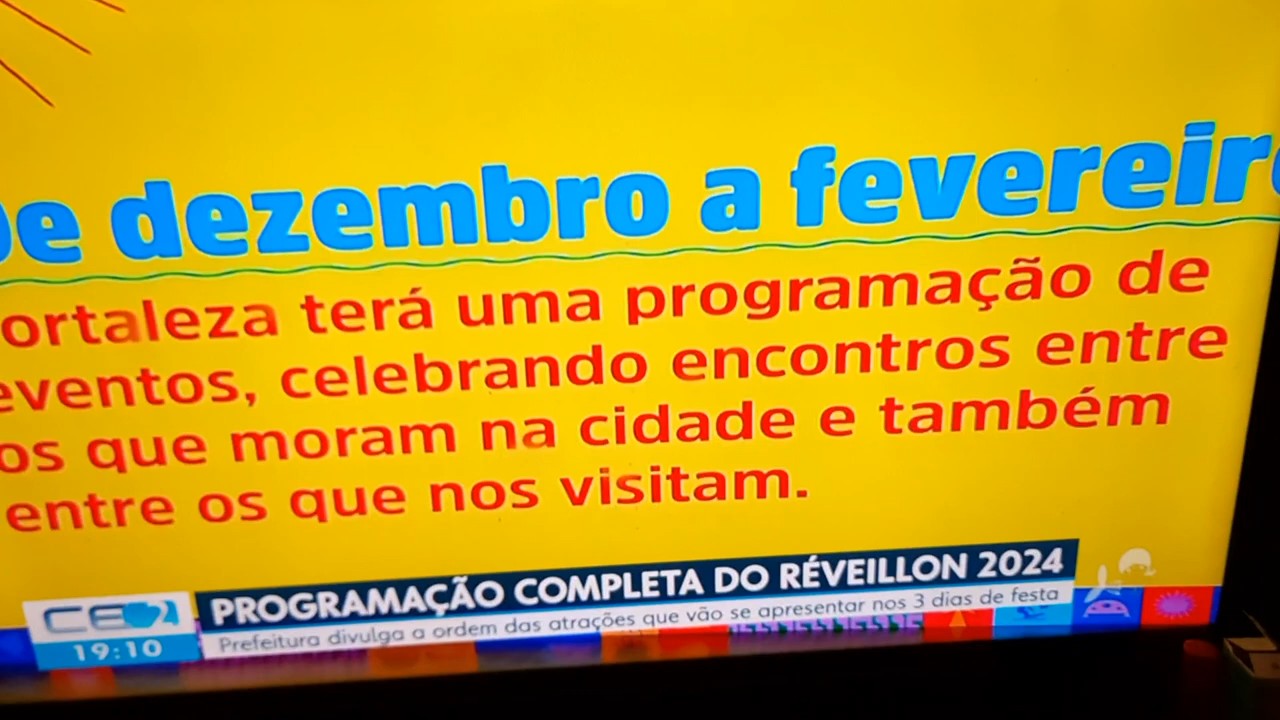 De dezembro a fevereiro
ortaleza terá uma programação de
eventos, celebrando encontros entre
os que moram na cidade e também
entre os que nos visitam.
PROGRAMAÇÃO COMPLETA DO RÉVEILLON 2024
Prefeitura divulga a ordem das atrações que vão se apresentar nos 3 dias de festa
CE2
19:10